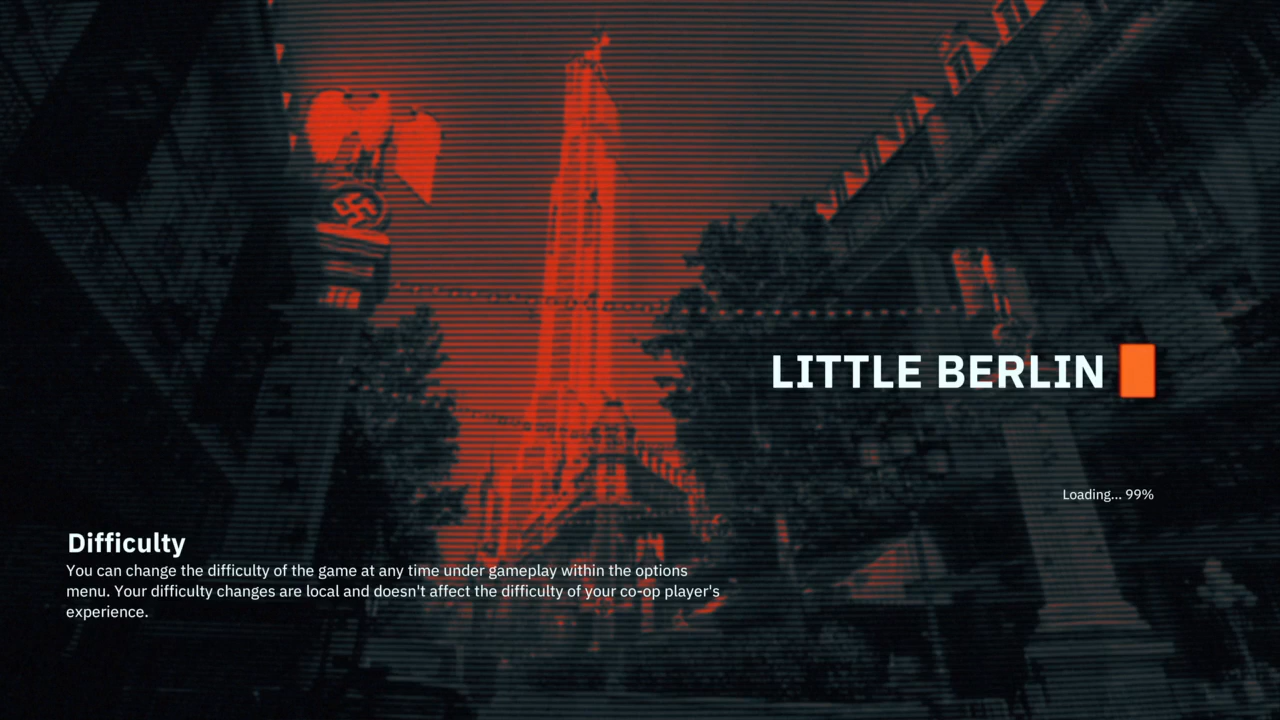 LITTLE BERLIN
Loading... 99%
Difficulty
You can change the difficulty of the game at any time under gameplay within the options
menu. Your difficulty changes are local and doesn't affect the difficulty of your co-op player's
experience.